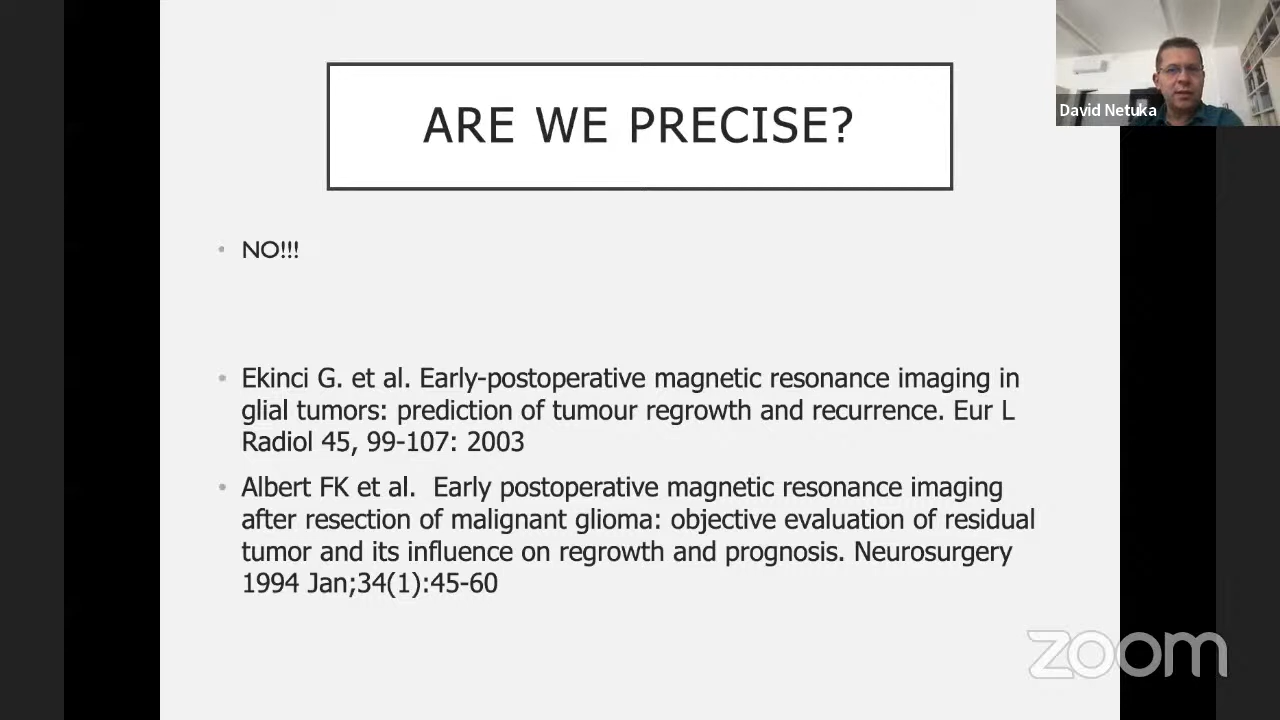 ARE WE PRECISE?
David Netuka
• NO!!!
• Ekinci G. et al. Early-postoperative magnetic resonance imaging in
glial tumors: prediction of tumour regrowth and recurrence. Eur L
Radiol 45, 99-107: 2003
• Albert FK et al. Early postoperative magnetic resonance imaging
after resection of malignant glioma: objective evaluation of residual
tumor and its influence on regrowth and prognosis. Neurosurgery
1994 Jan;34(1):45-60
zoom